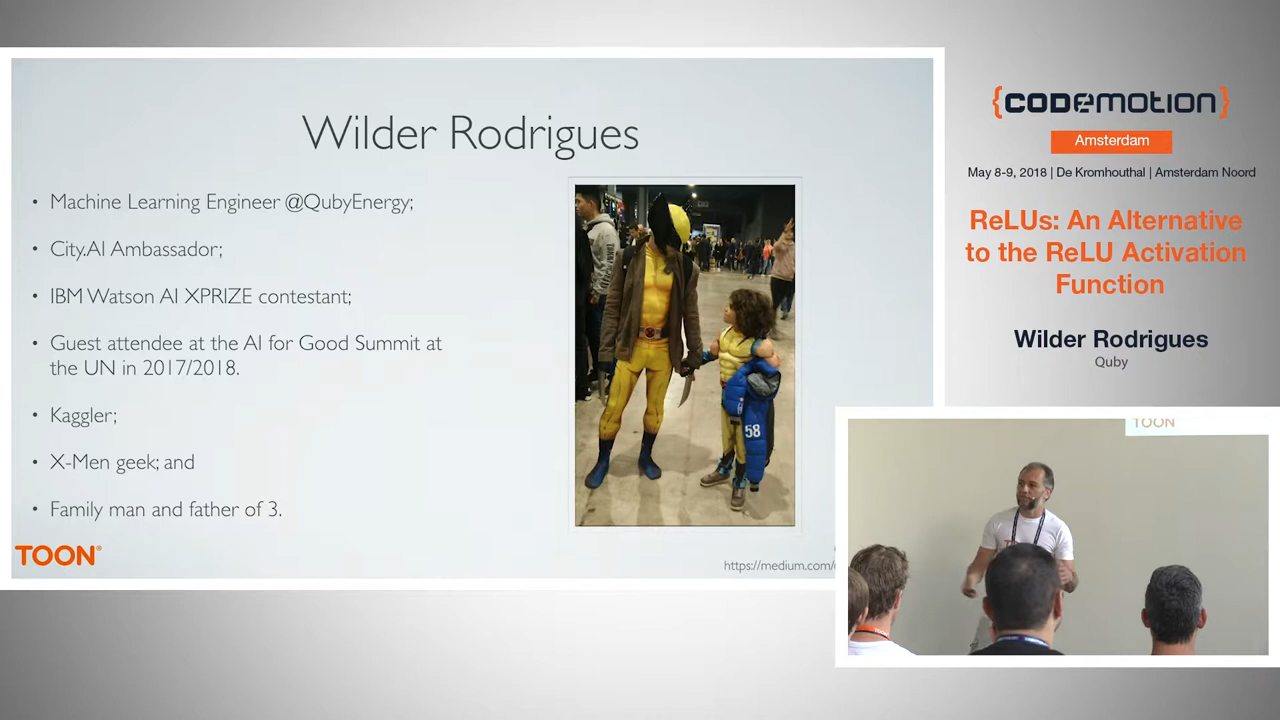 Wilder Rodrigues
• Machine Learning Engineer @QubyEnergy;
• City.AI Ambassador;
• IBM Watson AI XPRIZE contestant;
• Guest attendee at the AI for Good Summit at
the UN in 2017/2018.
• Kaggler;
• X-Men geek; and
• Family man and father of 3.
TOON®
https://medium.com/
58
{CODEMOTION}
Amsterdam
May 8-9, 2018 | De Kromhouthal | Amsterdam Noord
ReLUs: An Alternative
to the ReLU Activation
Function
Wilder Rodrigues
Quby
TOON